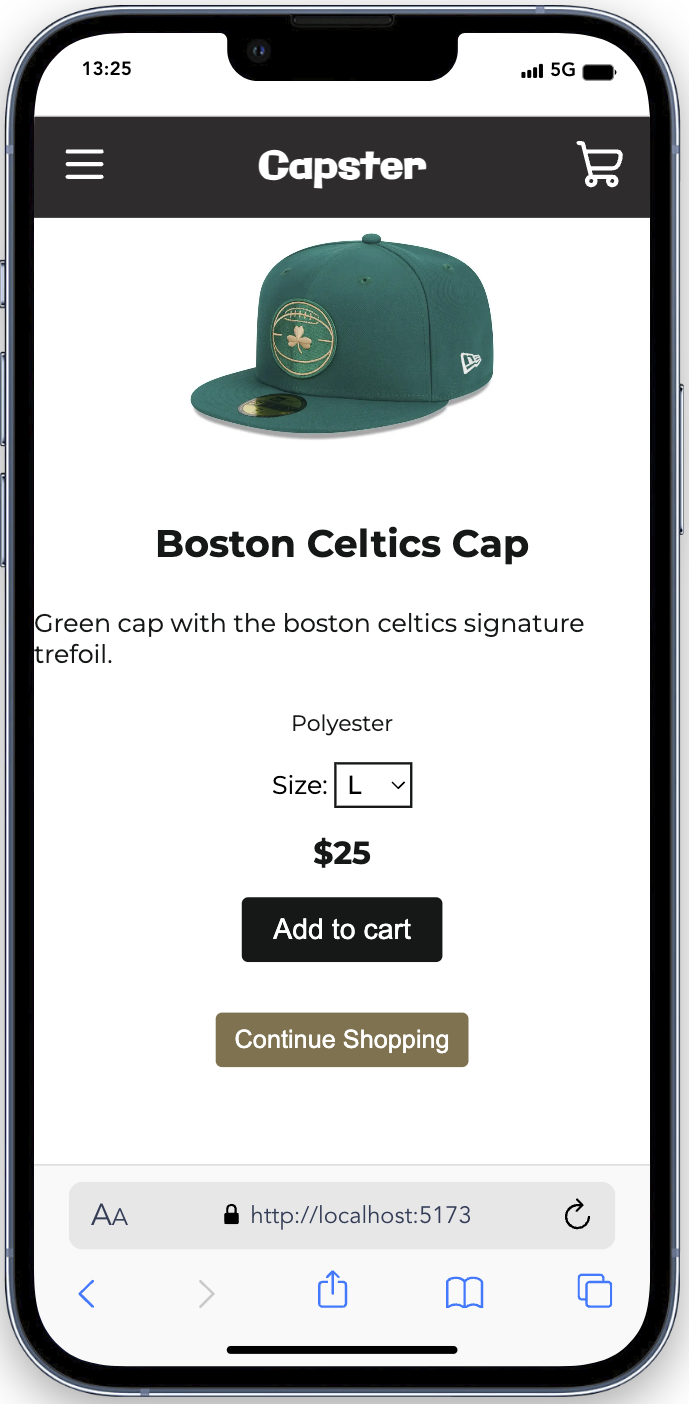 13:25
5G
Capster
Boston Celtics Cap
Green cap with the boston celtics signature
trefoil.
Polyester
Size: L
$25
Add to cart
Continue Shopping
AA http://localhost:5173